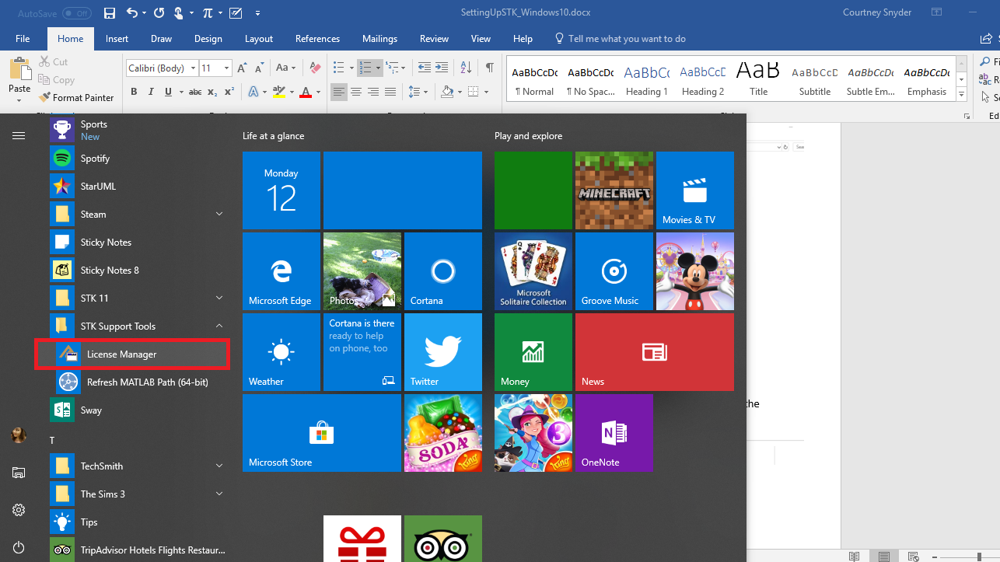 AutoSave Off
SettingUpSTK_Windows10.docx
Courtney Snyder
File Home Insert Draw Design Layout References Mailings Review View Help Tell me what you want to do
Paste
Cut
Copy
Format Painter
Calibri (Body) 11
AaBbCcDc AaBbCcDc AaBbCc AaBbCcD AaB AaBbCcD AaBbCcDc AaBbCcDc
¶ Normal ¶ No Spac... Heading 1 Heading 2 Title Subtitle Subtle Em... Emphasis
Sports
New
Spotify
StarUML
Steam
Sticky Notes
Sticky Notes 8
STK 11
STK Support Tools
License Manager
Refresh MATLAB Path (64-bit)
Sway
T
TechSmith
The Sims 3
Tips
TripAdvisor Hotels Flights Restaur...
Life at a glance
Monday
12
Microsoft Edge
Photos
Cortana
Weather
Cortana is there
ready to help
on phone, too
Twitter
Microsoft Store
SODA
King
Play and explore
MINECRAFT
Movies & TV
Microsoft
Solitaire Collection
Groove Music
Money
News
3
King
OneNote
the